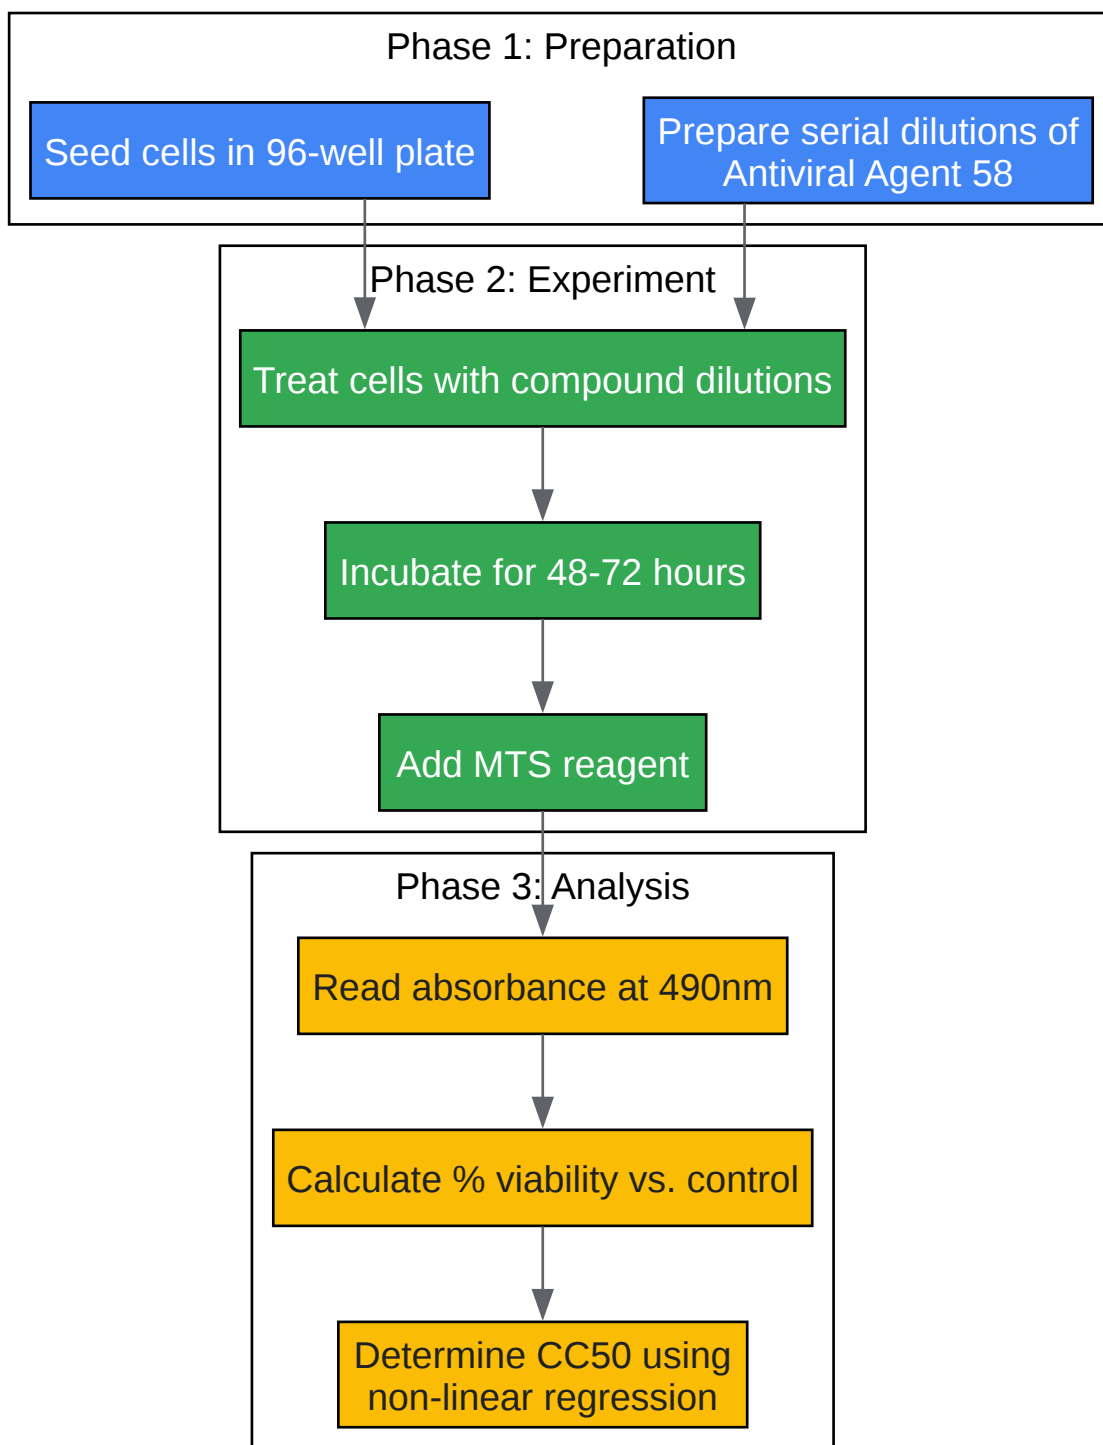 Phase 1: Preparation
Seed cells in 96-well plate
Prepare serial dilutions of
Antiviral Agent 58
Phase 2: Experiment
Treat cells with compound dilutions
Incubate for 48-72 hours
Add MTS reagent
Phase 3: Analysis
Read absorbance at 490nm
Calculate % viability vs. control
Determine CC50 using
non-linear regression